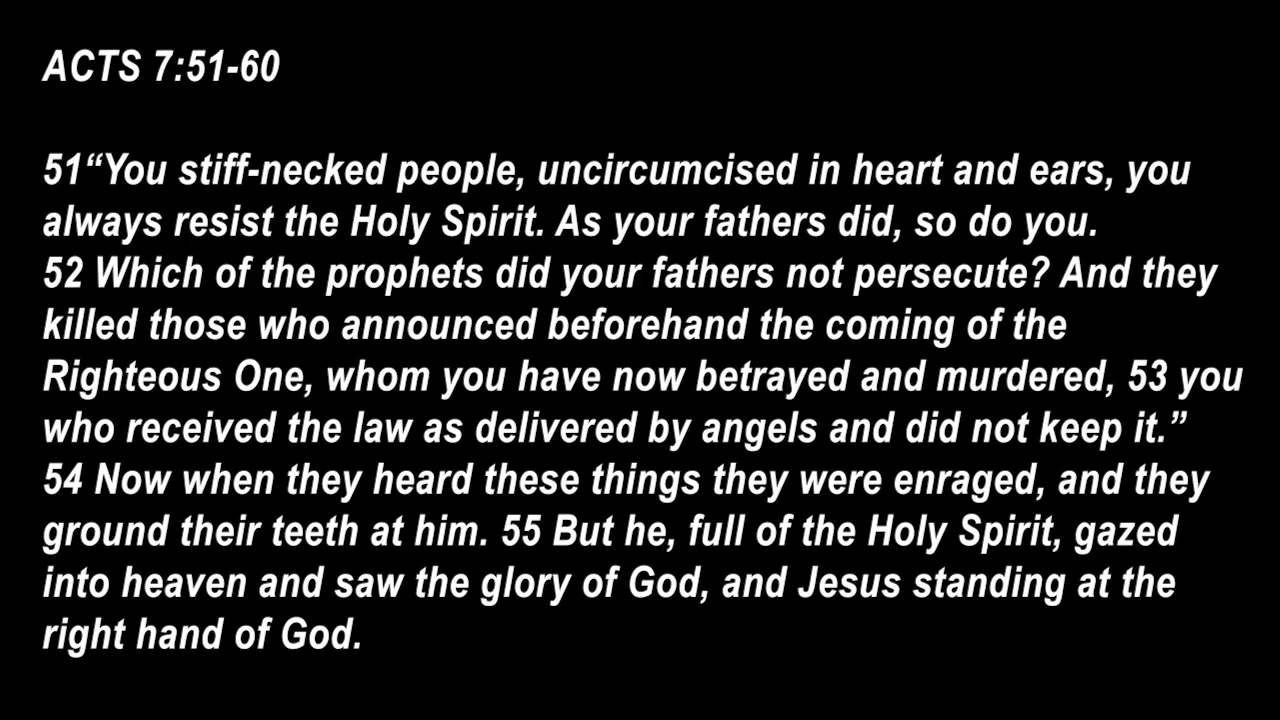 ACTS 7:51-60
51“You stiff-necked people, uncircumcised in heart and ears, you
always resist the Holy Spirit. As your fathers did, so do you.
52 Which of the prophets did your fathers not persecute? And they
killed those who announced beforehand the coming of the
Righteous One, whom you have now betrayed and murdered, 53 you
who received the law as delivered by angels and did not keep it.”
54 Now when they heard these things they were enraged, and they
ground their teeth at him. 55 But he, full of the Holy Spirit, gazed
into heaven and saw the glory of God, and Jesus standing at the
right hand of God.